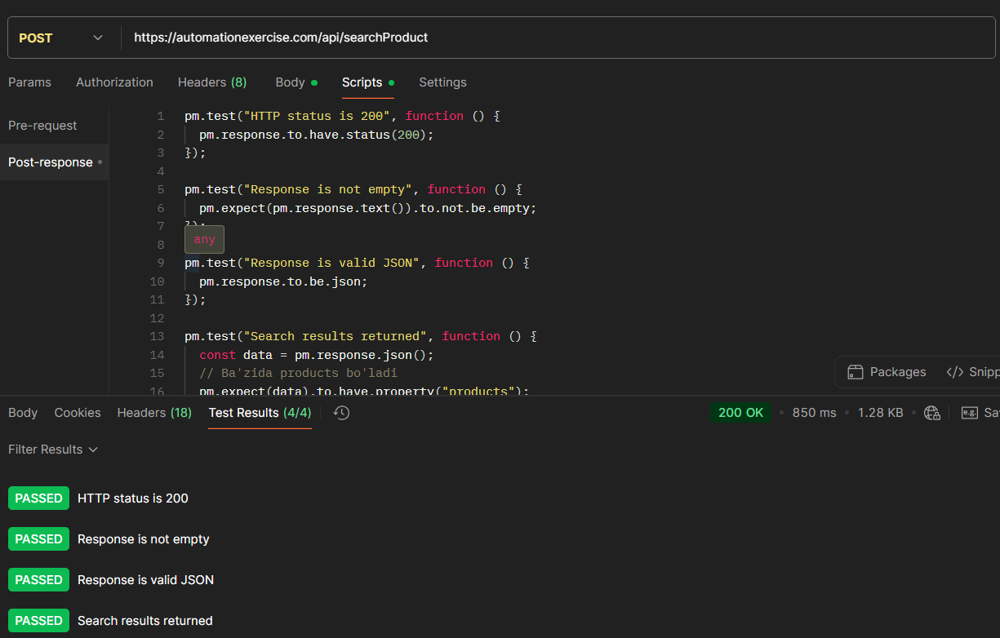 POST https://automationexercise.com/api/searchProduct
Params Authorization Headers (8) Body Scripts Settings
Pre-request
Post-response
1 pm.test("HTTP status is 200", function () {
2 pm.response.to.have.status(200);
3 });
4
5 pm.test("Response is not empty", function () {
6 pm.expect(pm.response.text()).to.not.be.empty;
7 });
any
8
9 pm.test("Response is valid JSON", function () {
10 pm.response.to.be.json;
11 });
12
13 pm.test("Search results returned", function () {
14 const data = pm.response.json();
15 // Ba'zida products bo'ladi
16 pm.expect(data).to.have.property("products");
Packages </> Snipp
Body Cookies Headers (18) Test Results (4/4) 200 OK 850 ms 1.28 KB e.g. Sav
Filter Results
PASSED HTTP status is 200
PASSED Response is not empty
PASSED Response is valid JSON
PASSED Search results returned